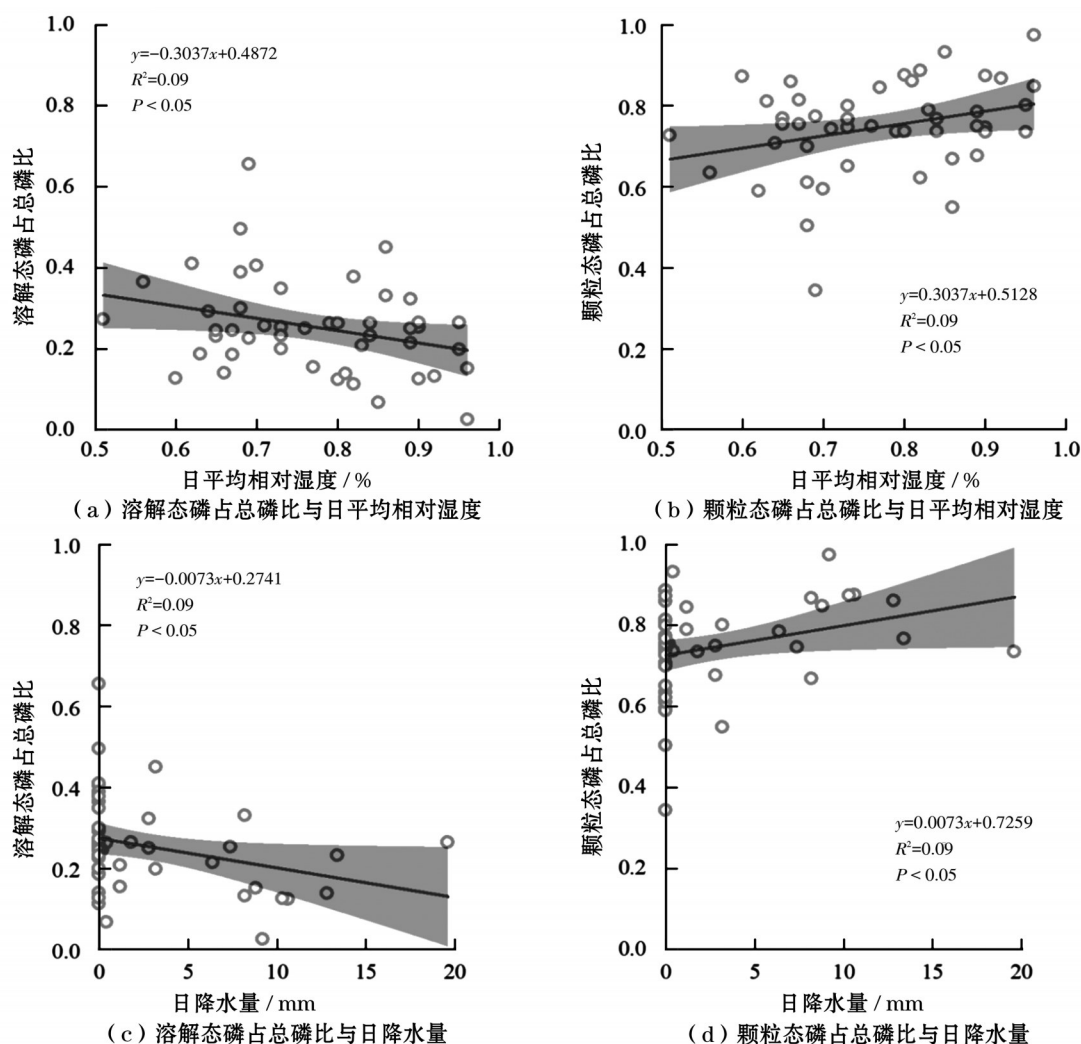 1.0
0.8
0.6
0.4
0.2
0.0
溶解态磷占总磷比
y=−0.3037x+0.4872
R²=0.09
P < 0.05
0.5 0.6 0.7 0.8 0.9 1.0
日平均相对湿度 / %
(a) 溶解态磷占总磷比与日平均相对湿度
1.0
0.8
0.6
0.4
0.2
0.0
颗粒态磷占总磷比
y=0.3037x+0.5128
R²=0.09
P < 0.05
0.5 0.6 0.7 0.8 0.9 1.0
日平均相对湿度 / %
(b) 颗粒态磷占总磷比与日平均相对湿度
1.0
0.8
0.6
0.4
0.2
0.0
溶解态磷占总磷比
y=−0.0073x+0.2741
R²=0.09
P < 0.05
0 5 10 15 20
日降水量 / mm
(c) 溶解态磷占总磷比与日降水量
1.0
0.8
0.6
0.4
0.2
0.0
颗粒态磷占总磷比
y=0.0073x+0.7259
R²=0.09
P < 0.05
0 5 10 15 20
日降水量 / mm
(d) 颗粒态磷占总磷比与日降水量